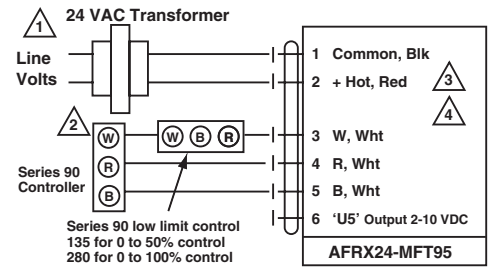 1
24 VAC Transformer
Line
Volts
1 Common, Blk
2 + Hot, Red
3
4
2
W
R
B
W B R
3 W, Wht
4 R, Wht
5 B, Wht
6 'U5' Output 2-10 VDC
Series 90
Controller
Series 90 low limit control
135 for 0 to 50% control
280 for 0 to 100% control
AFRX24-MFT95